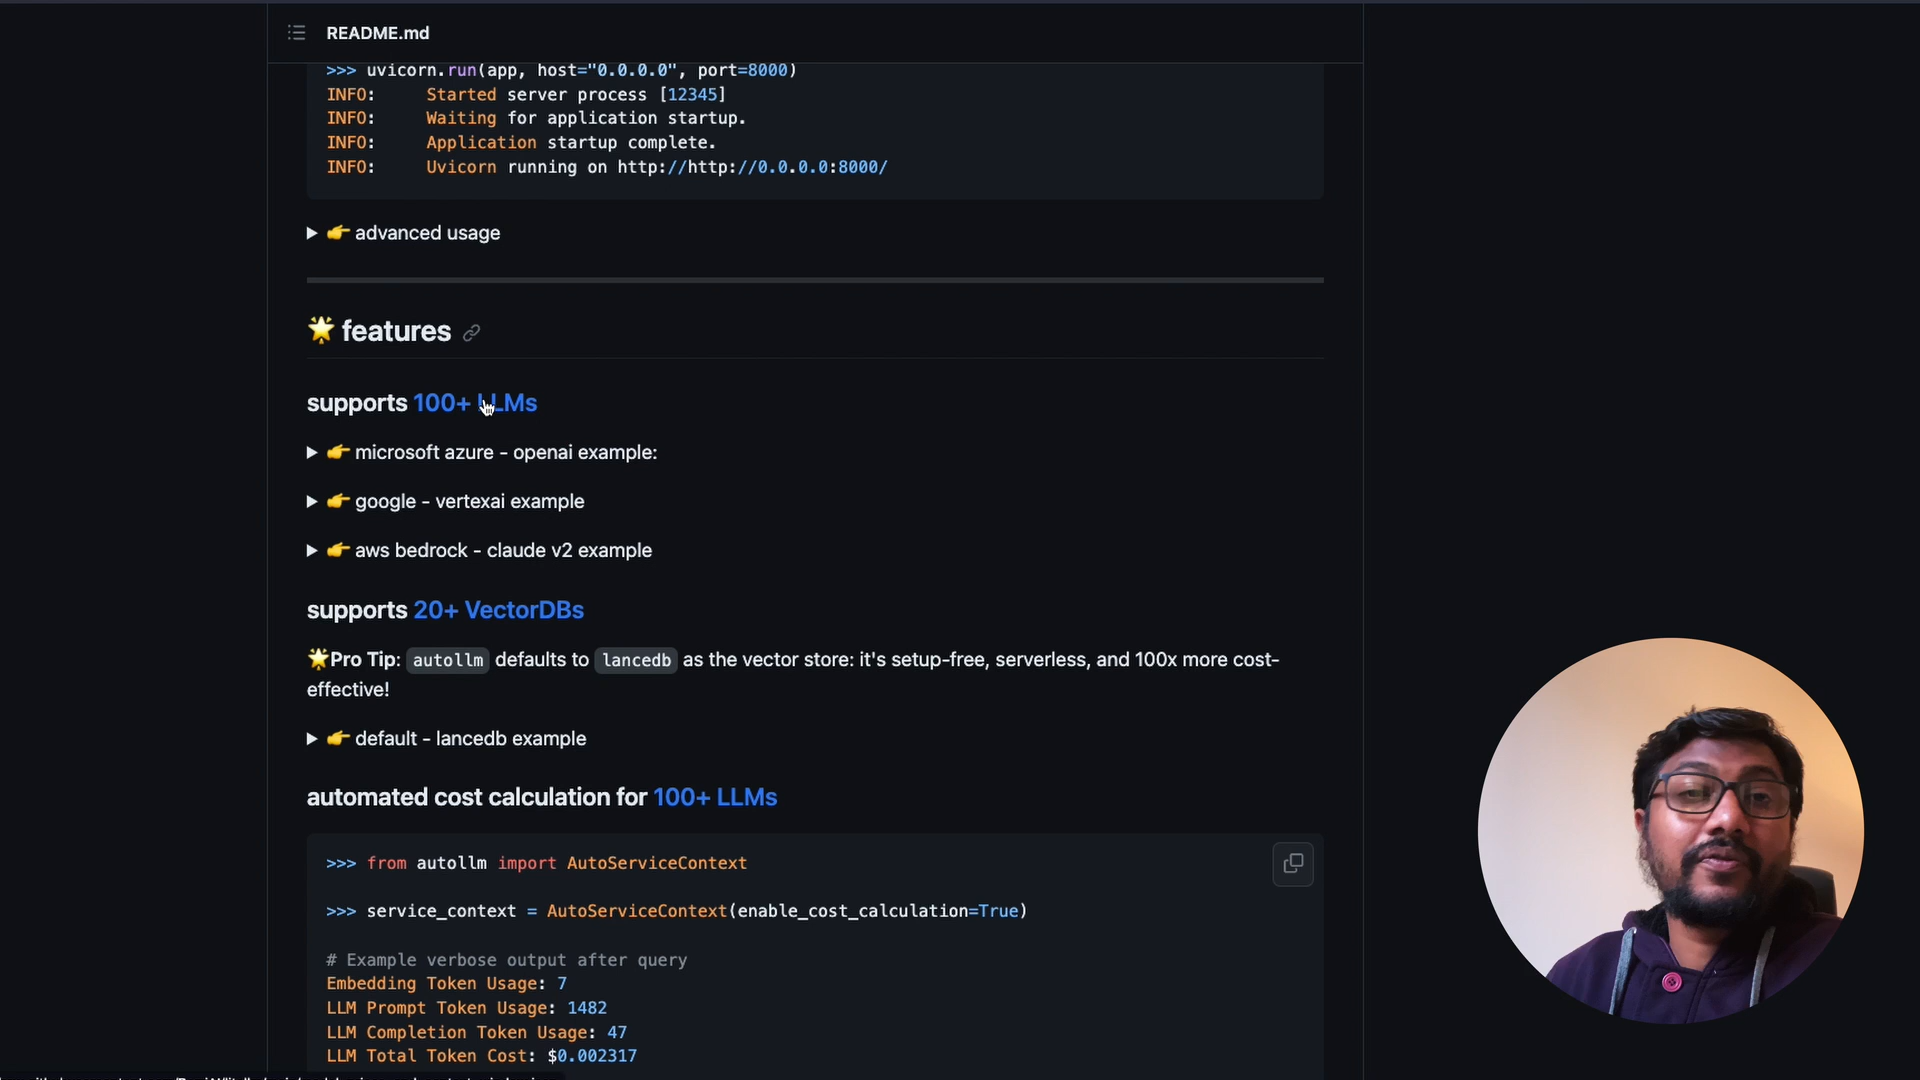 README.md
>>> uvicorn.run(app, host="0.0.0.0", port=8000)
INFO: Started server process [12345]
INFO: Waiting for application startup.
INFO: Application startup complete.
INFO: Uvicorn running on http://http://0.0.0.0:8000/
advanced usage
features
supports 100+ LLMs
microsoft azure - openai example:
google - vertexai example
aws bedrock - claude v2 example
supports 20+ VectorDBs
Pro Tip: autollm defaults to lancedb as the vector store: it's setup-free, serverless, and 100x more cost-
effective!
default - lancedb example
automated cost calculation for 100+ LLMs
>>> from autollm import AutoServiceContext
>>> service_context = AutoServiceContext(enable_cost_calculation=True)
# Example verbose output after query
Embedding Token Usage: 7
LLM Prompt Token Usage: 1482
LLM Completion Token Usage: 47
LLM Total Token Cost: $0.002317